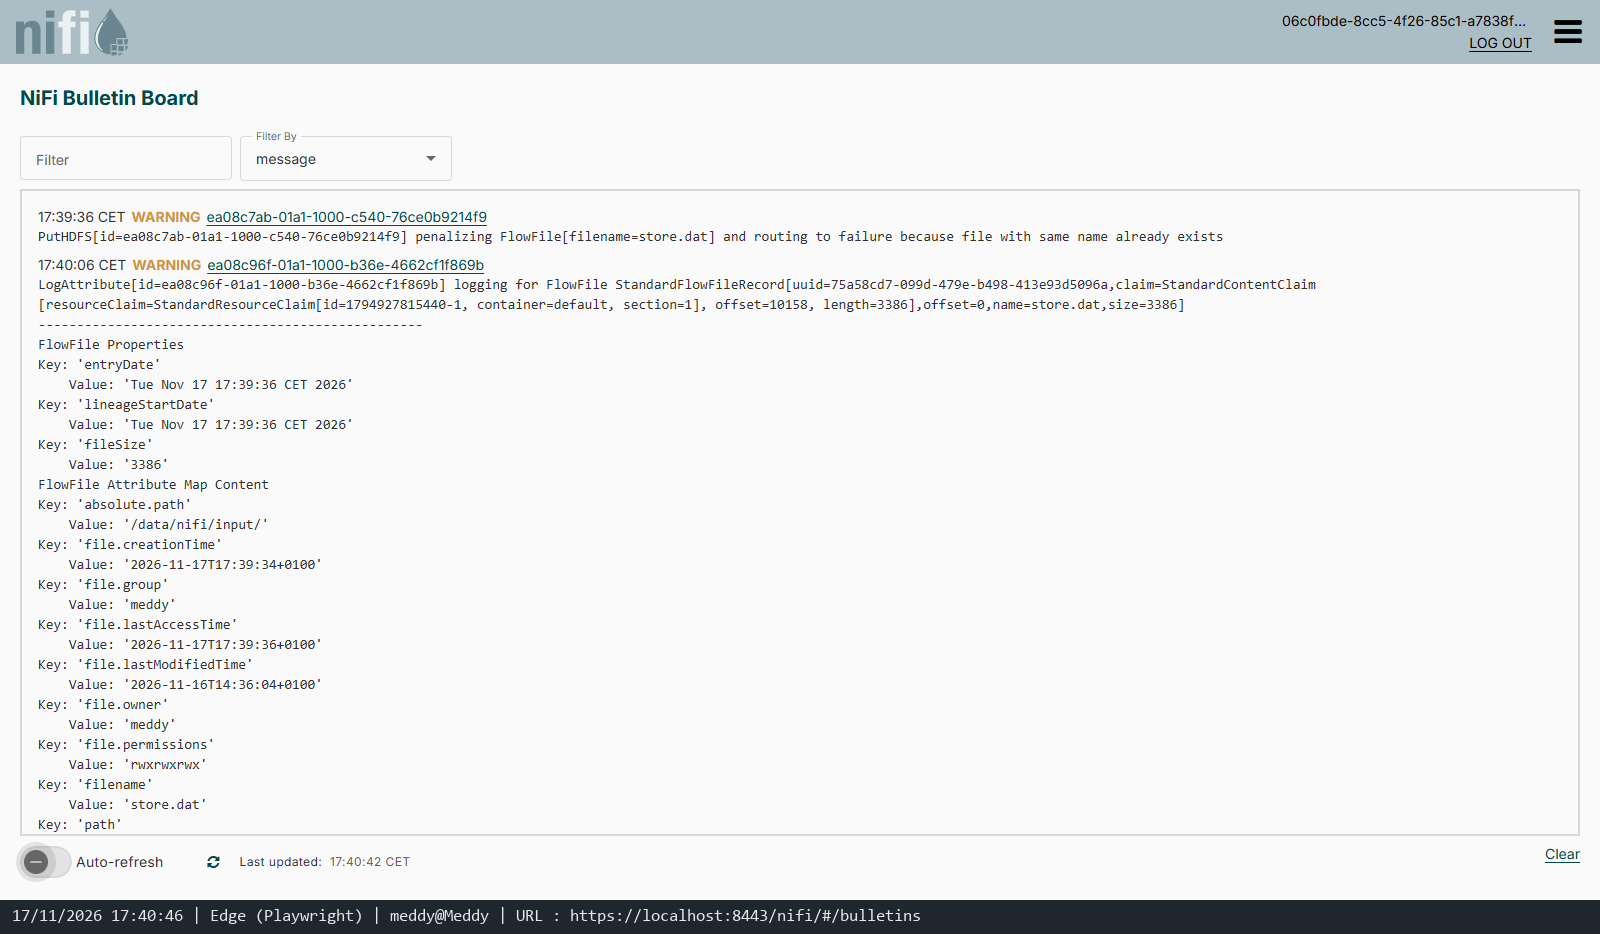 nifi
06c0fbde-8cc5-4f26-85c1-a7838f...
LOG OUT
NiFi Bulletin Board
Filter
Filter By
message
17:39:36 CET WARNING ea08c7ab-01a1-1000-c540-76ce0b9214f9
PutHDFS[id=ea08c7ab-01a1-1000-c540-76ce0b9214f9] penalizing FlowFile[filename=store.dat] and routing to failure because file with same name already exists
17:40:06 CET WARNING ea08c96f-01a1-1000-b36e-4662cf1f869b
LogAttribute[id=ea08c96f-01a1-1000-b36e-4662cf1f869b] logging for FlowFile StandardFlowFileRecord[uuid=75a58cd7-099d-479e-b498-413e93d5096a,claim=StandardContentClaim
[resourceClaim=StandardResourceClaim[id=1794927815440-1, container=default, section=1], offset=10158, length=3386],offset=0,name=store.dat,size=3386]
--------------------------------------------------
FlowFile Properties
Key: 'entryDate'
    Value: 'Tue Nov 17 17:39:36 CET 2026'
Key: 'lineageStartDate'
    Value: 'Tue Nov 17 17:39:36 CET 2026'
Key: 'fileSize'
    Value: '3386'
FlowFile Attribute Map Content
Key: 'absolute.path'
    Value: '/data/nifi/input/'
Key: 'file.creationTime'
    Value: '2026-11-17T17:39:34+0100'
Key: 'file.group'
    Value: 'meddy'
Key: 'file.lastAccessTime'
    Value: '2026-11-17T17:39:36+0100'
Key: 'file.lastModifiedTime'
    Value: '2026-11-16T14:36:04+0100'
Key: 'file.owner'
    Value: 'meddy'
Key: 'file.permissions'
    Value: 'rwxrwxrwx'
Key: 'filename'
    Value: 'store.dat'
Key: 'path'
Auto-refresh
Last updated: 17:40:42 CET
Clear
17/11/2026 17:40:46 | Edge (Playwright) | meddy@Meddy | URL : https://localhost:8443/nifi/#/bulletins